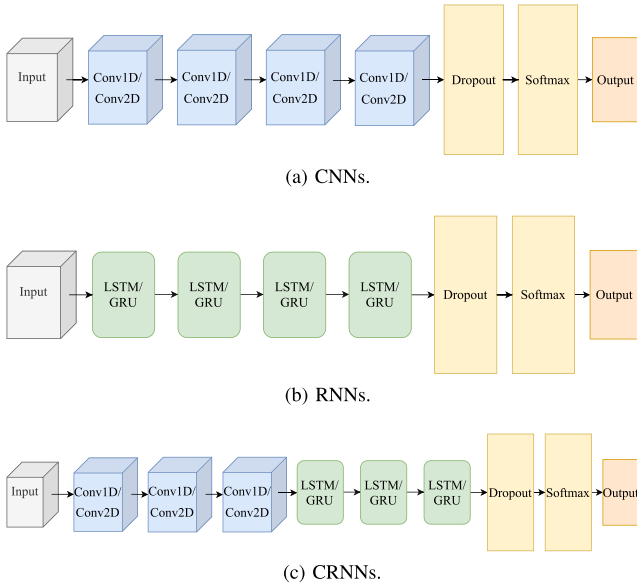 Input
Conv1D/
Conv2D
Conv1D/
Conv2D
Conv1D/
Conv2D
Conv1D/
Conv2D
Dropout
Softmax
Output
(a) CNNs.
Input
LSTM/
GRU
LSTM/
GRU
LSTM/
GRU
LSTM/
GRU
Dropout
Softmax
Output
(b) RNNs.
Input
Conv1D/
Conv2D
Conv1D/
Conv2D
Conv1D/
Conv2D
LSTM/
GRU
LSTM/
GRU
LSTM/
GRU
Dropout
Softmax
Output
(c) CRNNs.